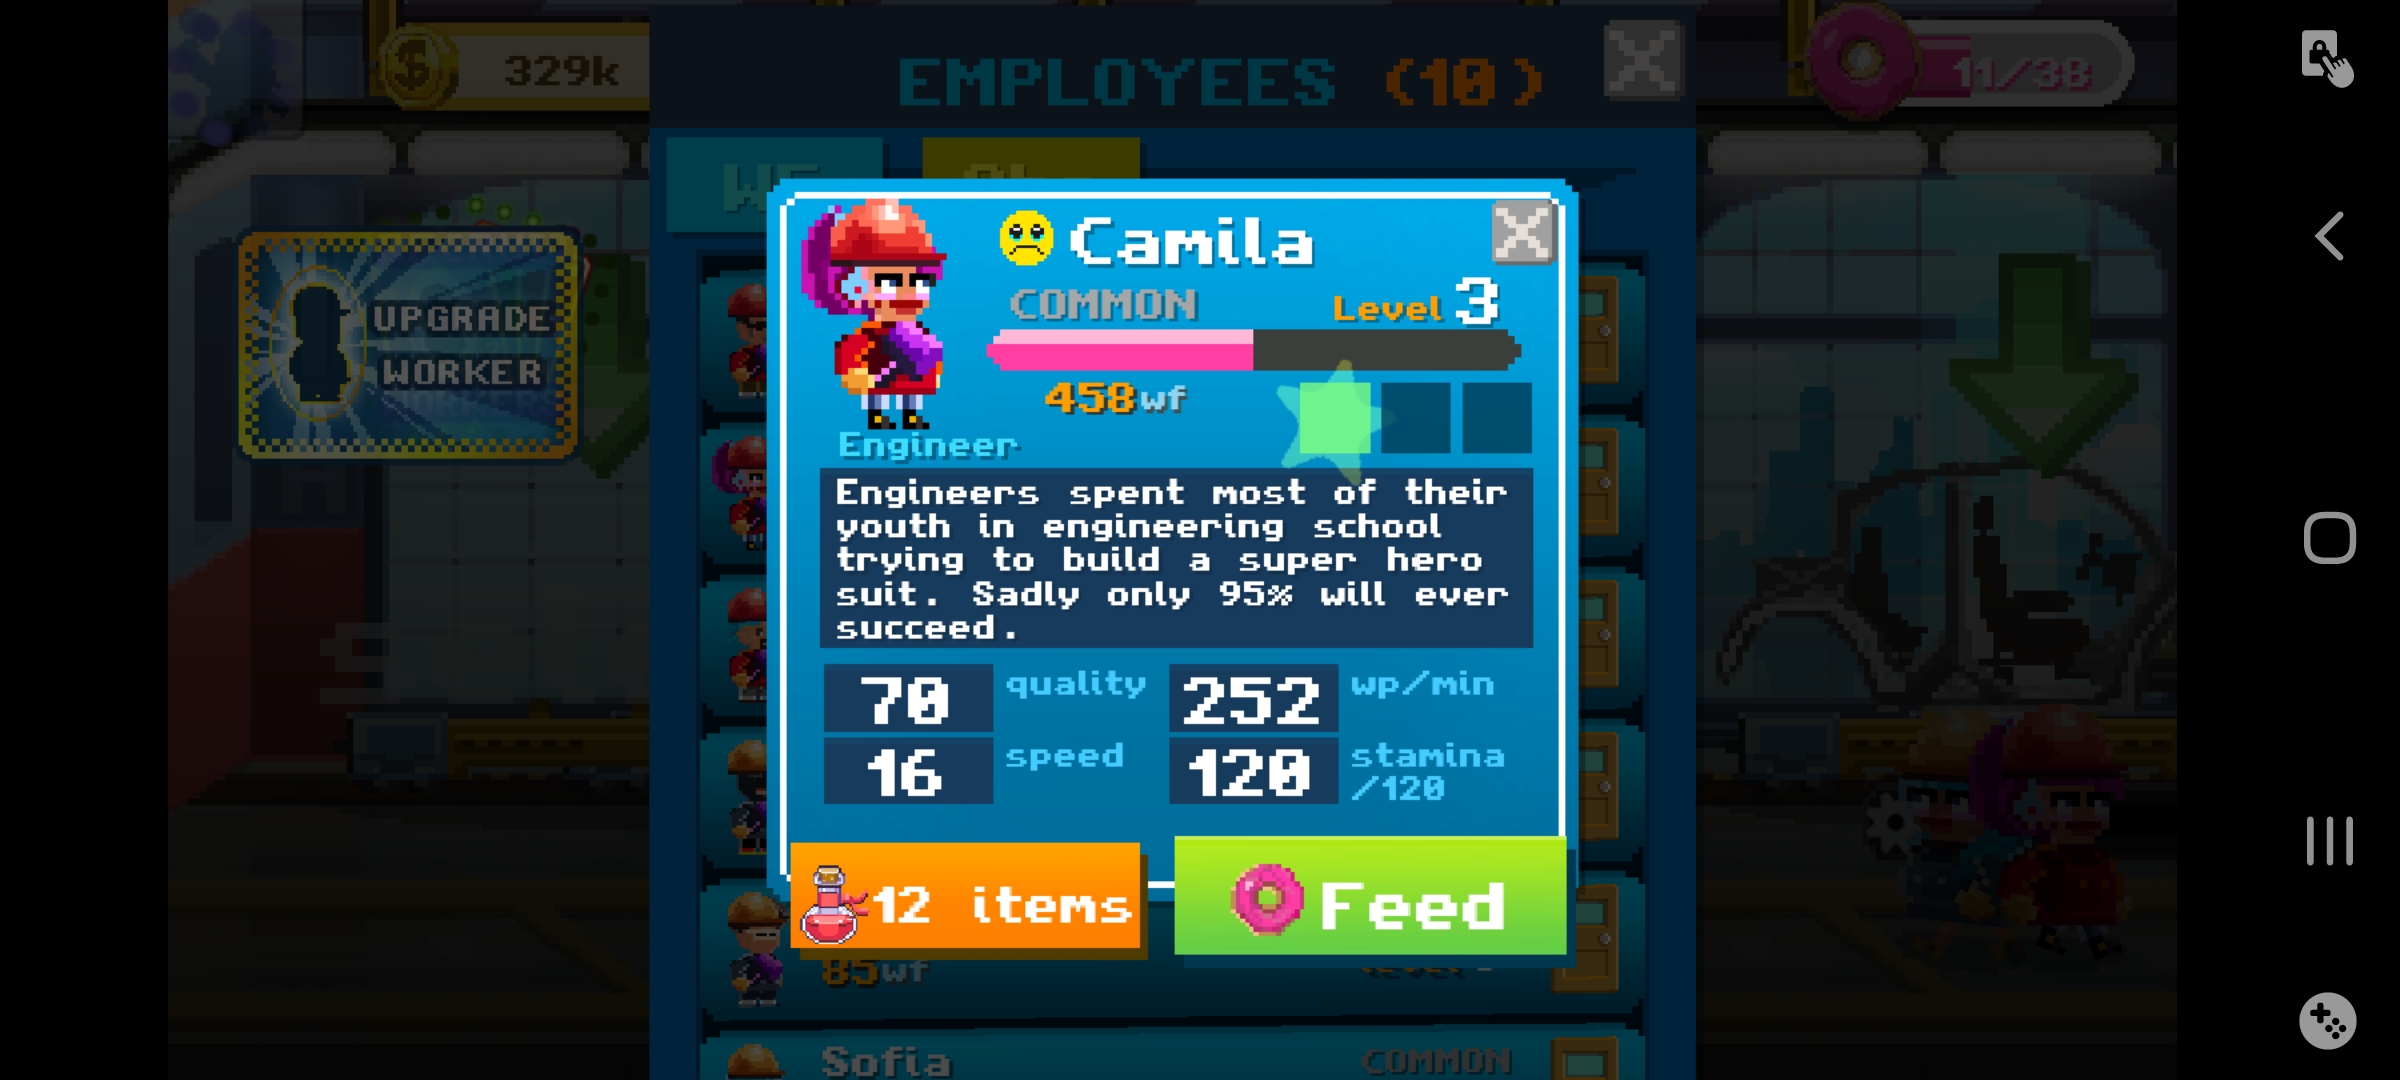 329k
EMPLOYEES (10)
11/38
UPGRADE
WORKER
Camila
COMMON
Level 3
458wf
Engineer
Engineers spent most of their
youth in engineering school
trying to build a super hero
suit. Sadly only 95% will ever
succeed.
70 quality
252 wp/min
16 speed
120 stamina
/120
12 items
Feed
85wf
Sofia
COMMON